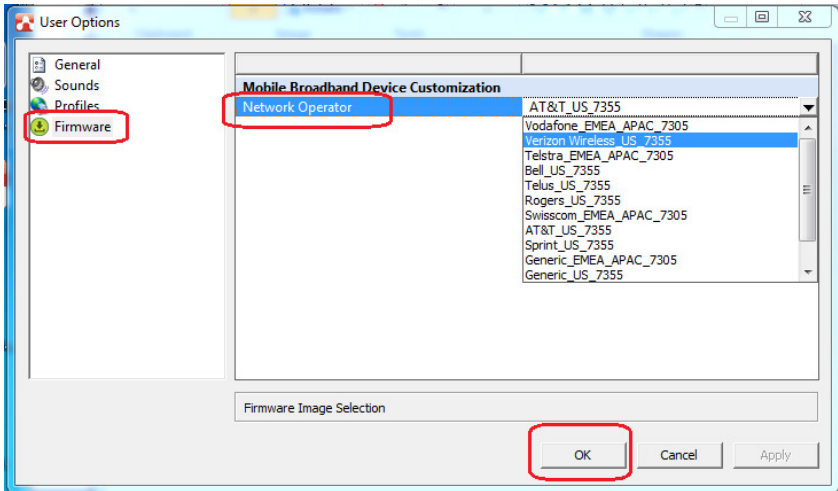 User Options
General
Sounds
Profiles
Firmware
Mobile Broadband Device Customization
Network Operator AT&T_US_7355
Vodafone_EMEA_APAC_7305
Verizon Wireless_US_7355
Telstra_EMEA_APAC_7305
Bell_US_7355
Telus_US_7355
Rogers_US_7355
Swisscom_EMEA_APAC_7305
AT&T_US_7355
Sprint_US_7355
Generic_EMEA_APAC_7305
Generic_US_7355
Firmware Image Selection
OK Cancel Apply